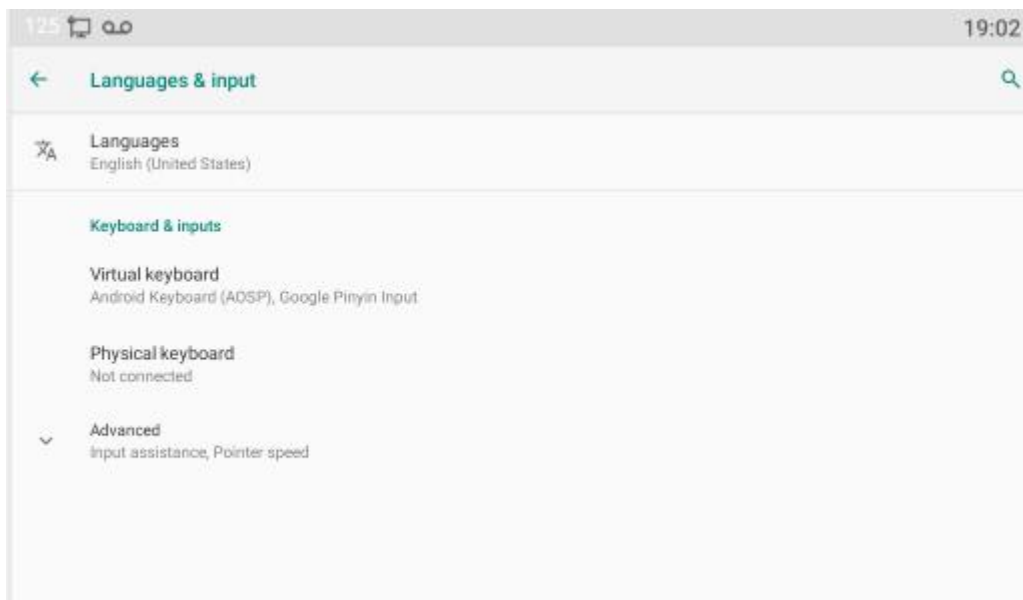 125 19:02
Languages & input
Languages
English (United States)
Keyboard & inputs
Virtual keyboard
Android Keyboard (AOSP), Google Pinyin Input
Physical keyboard
Not connected
Advanced
Input assistance, Pointer speed